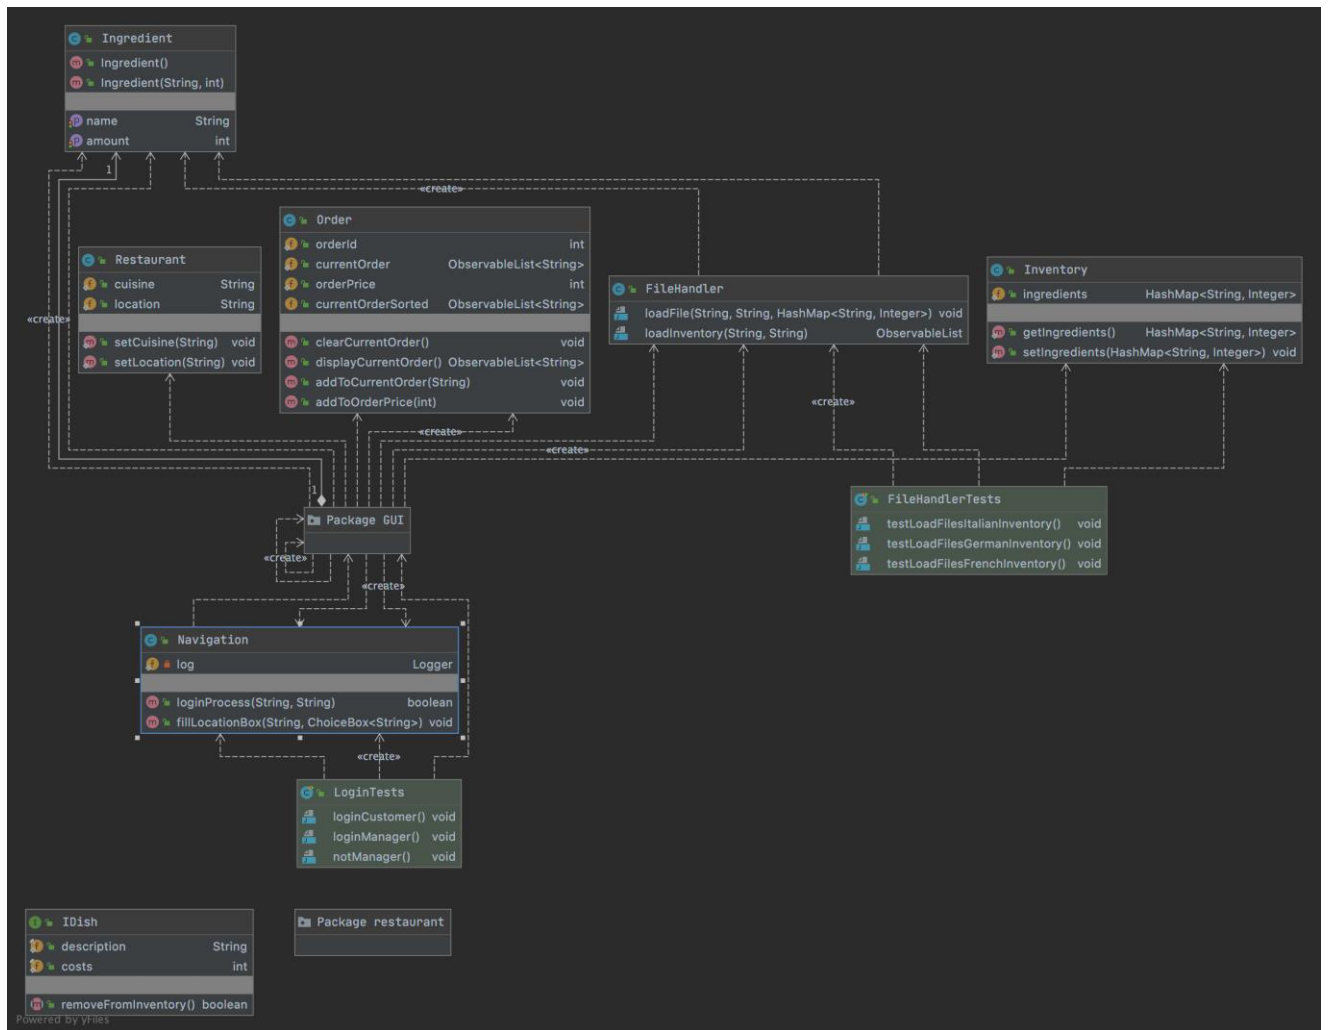 Ingredient
Ingredient()
Ingredient(String, int)
name String
amount int
1
«create»
Order
orderId int
currentOrder ObservableList<String>
orderPrice int
currentOrderSorted ObservableList<String>
clearCurrentOrder() void
displayCurrentOrder() ObservableList<String>
addToCurrentOrder(String) void
addToOrderPrice(int) void
Restaurant
cuisine String
location String
setCuisine(String) void
setLocation(String) void
«create»
FileHandler
loadFile(String, String, HashMap<String, Integer>) void
loadInventory(String, String) ObservableList
Inventory
ingredients HashMap<String, Integer>
getIngredients() HashMap<String, Integer>
setIngredients(HashMap<String, Integer>) void
«create»
«create»
«create»
1
Package GUI
«create»
«create»
FileHandlerTests
testLoadFilesItalianInventory() void
testLoadFilesGermanInventory() void
testLoadFilesFrenchInventory() void
Navigation
log Logger
loginProcess(String, String) boolean
fillLocationBox(String, ChoiceBox<String>) void
«create»
LoginTests
loginCustomer() void
loginManager() void
notManager() void
IDish
description String
costs int
removeFromInventory() boolean
Package restaurant
Powered by yFiles